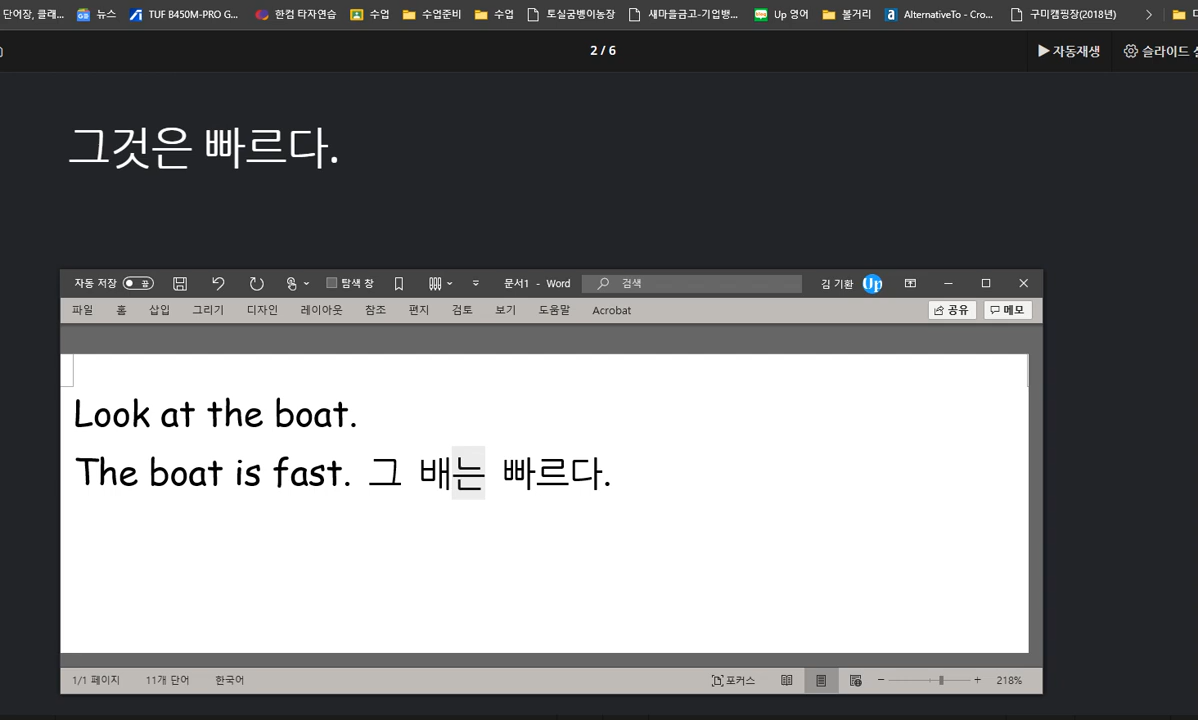 단어장, 클래... 뉴스 TUF B450M-PRO G... 한컴 타자연습 수업 수업준비 수업 토실굼벵이농장 새마을금고-기업뱅... Up 영어 볼거리 AlternativeTo - Cro... 구미캠핑장(2018년)
2 / 6 자동재생 슬라이드
그것은 빠르다.
자동 저장 끔 탐색 창 문서1 - Word 검색 김 기환 Up
파일 홈 삽입 그리기 디자인 레이아웃 참조 편지 검토 보기 도움말 Acrobat 공유 메모
Look at the boat.
The boat is fast. 그 배는 빠르다.
1/1 페이지 11개 단어 한국어 포커스 218%